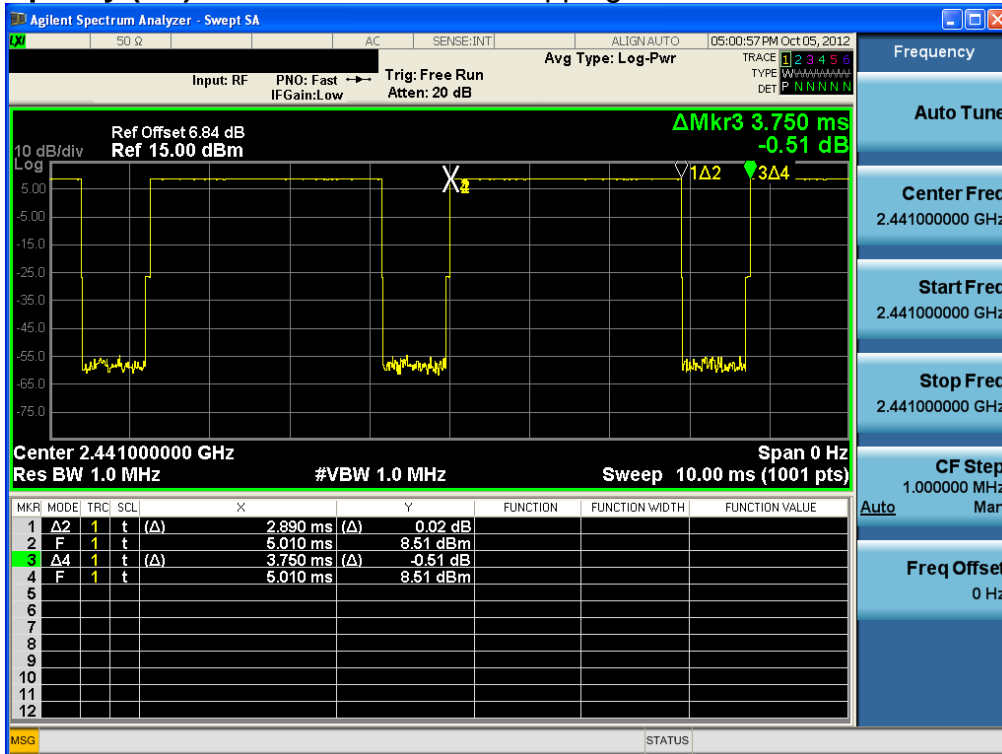 Agilent Spectrum Analyzer - Swept SA
LXI 50 Ω AC SENSE:INT ALIGN AUTO 05:00:57 PM Oct 05, 2012
Avg Type: Log-Pwr TRACE 1 2 3 4 5 6
Input: RF PNO: Fast Trig: Free Run TYPE
IFGain:Low Atten: 20 dB DET P N N N N N
ΔMkr3 3.750 ms
-0.51 dB
Ref Offset 6.84 dB
10 dB/div Ref 15.00 dBm
Log
1Δ2 3Δ4
5.00
-5.00
-15.0
-25.0
-35.0
-45.0
-55.0
-65.0
-75.0
Center 2.441000000 GHz Span 0 Hz
Res BW 1.0 MHz #VBW 1.0 MHz Sweep 10.00 ms (1001 pts)
MKR MODE TRC SCL X Y FUNCTION FUNCTION WIDTH FUNCTION VALUE
1 Δ2 1 t (Δ) 2.890 ms (Δ) 0.02 dB
2 F 1 t 5.010 ms 8.51 dBm
3 Δ4 1 t (Δ) 3.750 ms (Δ) -0.51 dB
4 F 1 t 5.010 ms 8.51 dBm
5
6
7
8
9
10
11
12
MSG STATUS
Frequency
Auto Tune
Center Freq
2.441000000 GHz
Start Freq
2.441000000 GHz
Stop Freq
2.441000000 GHz
CF Step
1.000000 MHz
Auto Man
Freq Offset
0 Hz